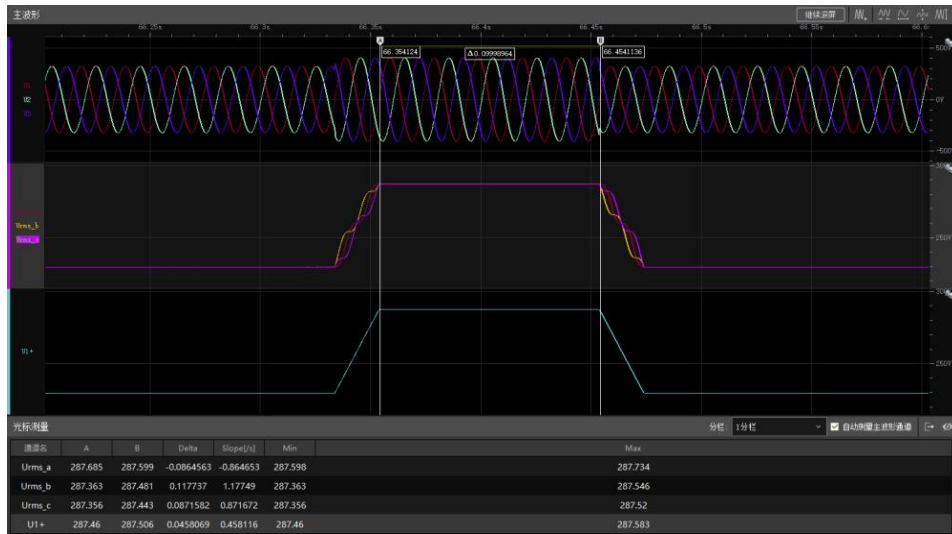 主波形
继续滚屏
66.25s
66.3s
66.35s
66.4s
66.45s
66.5s
66.55s
66.354124
Δ0.09998964
66.4541136
500V
0V
-500V
U2
Urms_b
250V
U1+
250V
光标测量
分栏: 1分栏
自动测量主波形通道
通道名 A B Delta Slope[/s] Min Max
Urms_a 287.685 287.599 -0.0864563 -0.864653 287.598 287.734
Urms_b 287.363 287.481 0.117737 1.17749 287.363 287.546
Urms_c 287.356 287.443 0.0871582 0.871672 287.356 287.52
U1+ 287.46 287.506 0.0458069 0.458116 287.46 287.583